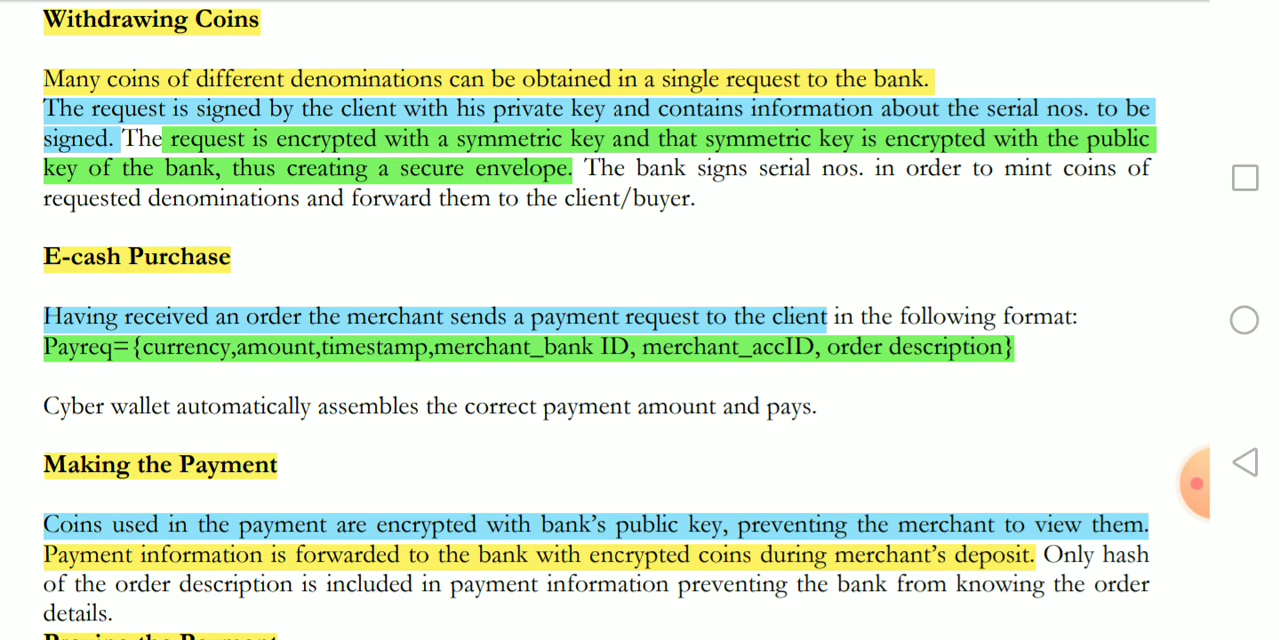 Withdrawing Coins
Many coins of different denominations can be obtained in a single request to the bank.
The request is signed by the client with his private key and contains information about the serial nos. to be
signed. The request is encrypted with a symmetric key and that symmetric key is encrypted with the public
key of the bank, thus creating a secure envelope. The bank signs serial nos. in order to mint coins of
requested denominations and forward them to the client/buyer.
E-cash Purchase
Having received an order the merchant sends a payment request to the client in the following format:
Payreq={currency,amount,timestamp,merchant_bank ID, merchant_accID, order description}
Cyber wallet automatically assembles the correct payment amount and pays.
Making the Payment
Coins used in the payment are encrypted with bank's public key, preventing the merchant to view them.
Payment information is forwarded to the bank with encrypted coins during merchant's deposit. Only hash
of the order description is included in payment information preventing the bank from knowing the order
details.